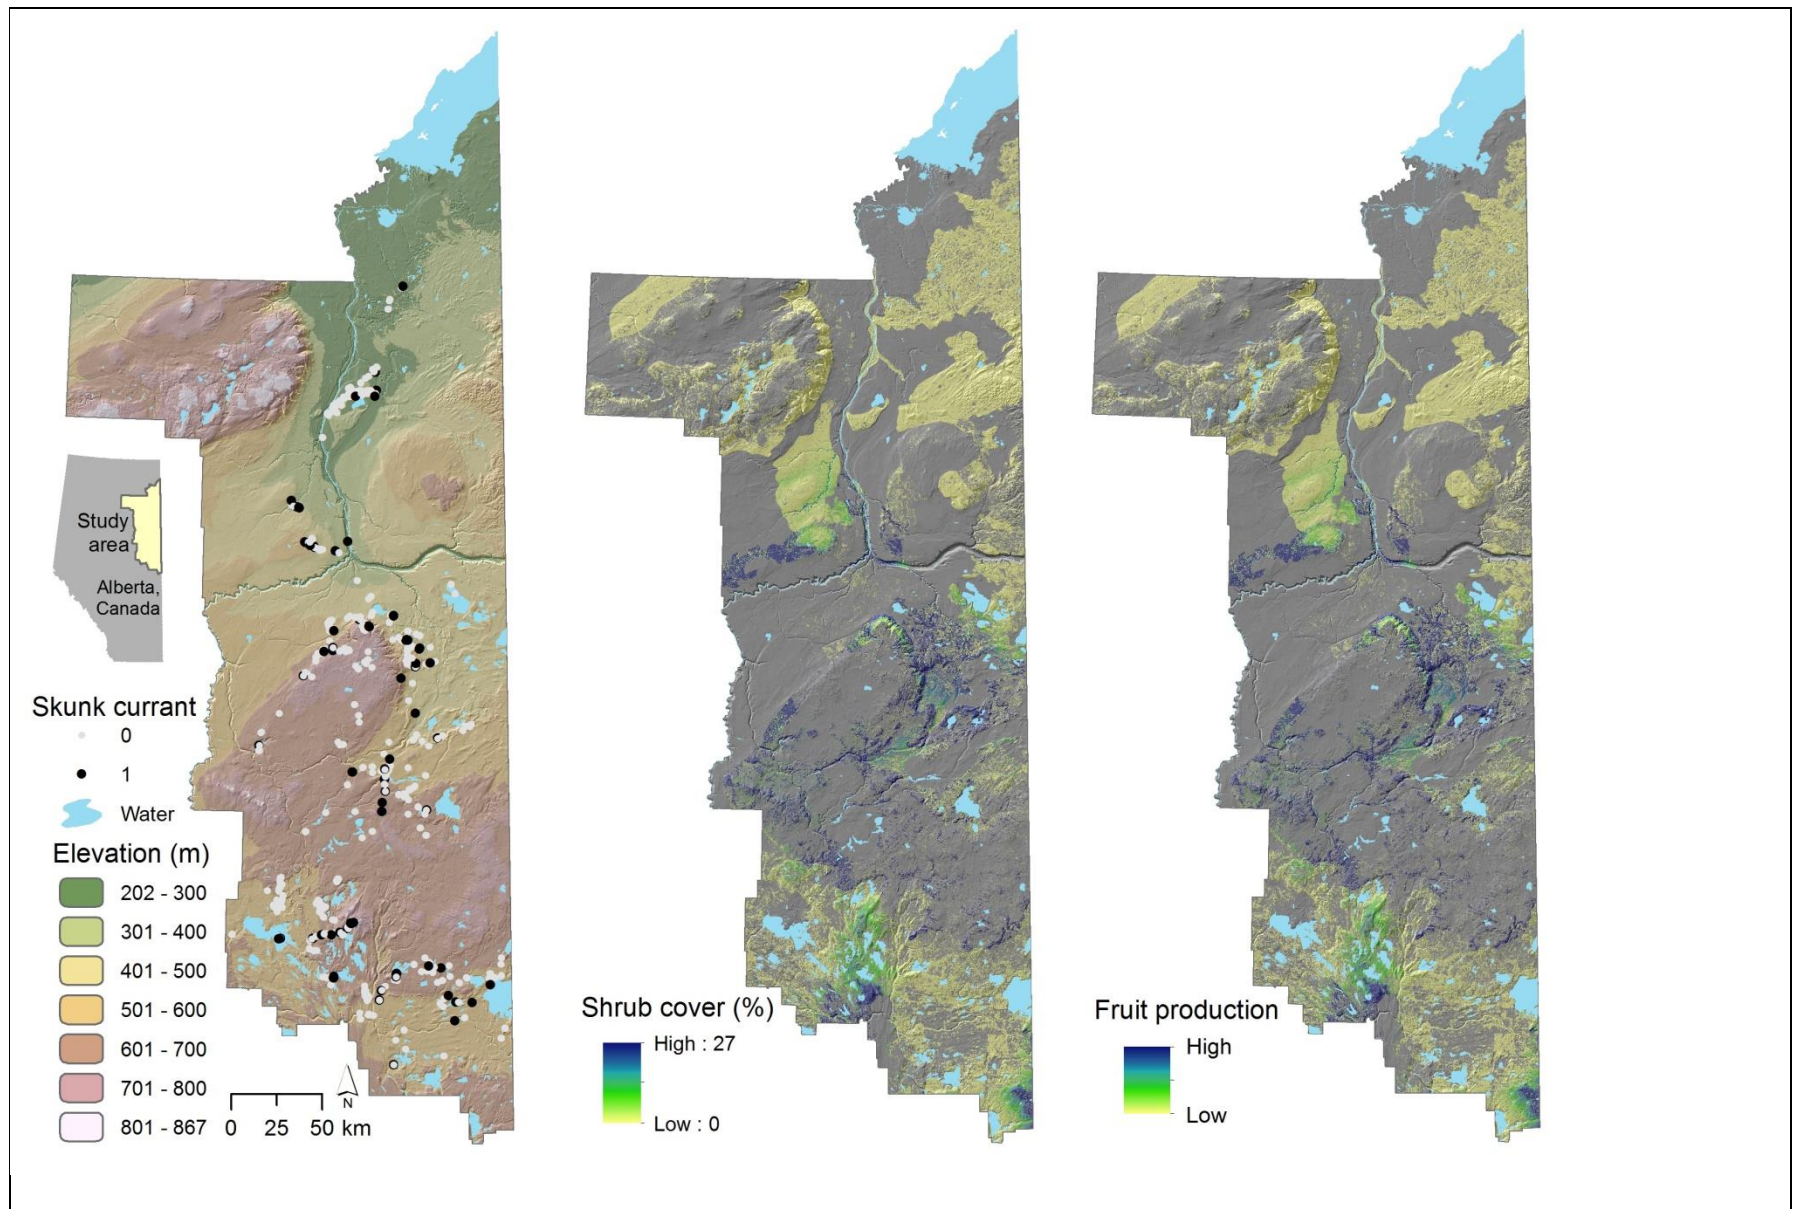 Study
area
Alberta,
Canada
Skunk currant
0
1
Water
Elevation (m)
202 - 300
301 - 400
401 - 500
501 - 600
601 - 700
701 - 800
801 - 867
N
0 25 50 km
Shrub cover (%)
High : 27
Low : 0
Fruit production
High
Low